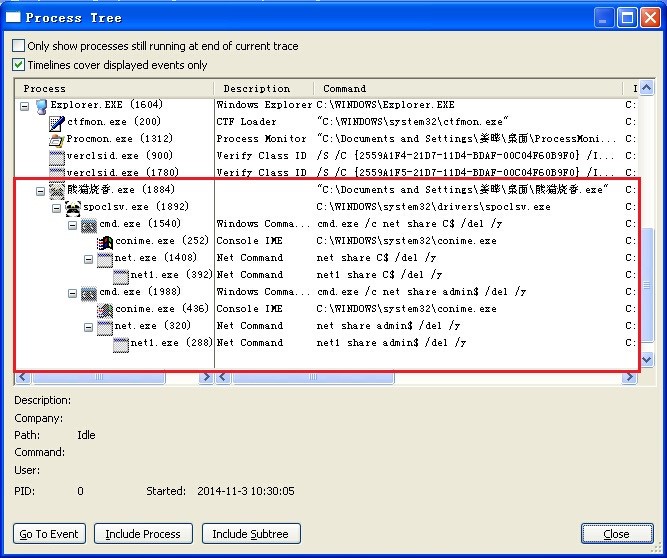 Process Tree
Only show processes still running at end of current trace
Timelines cover displayed events only
Process Description Command I
Explorer.EXE (1604) Windows Explorer C:\WINDOWS\Explorer.EXE C:
ctfmon.exe (200) CTF Loader "C:\WINDOWS\system32\ctfmon.exe" C:
Procmon.exe (1312) Process Monitor "C:\Documents and Settings\姜晔\桌面\ProcessMoni... C:
verclsid.exe (900) Verify Class ID /S /C {2559A1F4-21D7-11D4-BDAF-00C04F60B9F0} /I... C:
verclsid.exe (1780) Verify Class ID /S /C {2559A1F5-21D7-11D4-BDAF-00C04F60B9F0} /I... C:
熊猫烧香.exe (1884) "C:\Documents and Settings\姜晔\桌面\熊猫烧香.exe" C:
spoclsv.exe (1892) C:\WINDOWS\system32\drivers\spoclsv.exe C:
cmd.exe (1540) Windows Comma... cmd.exe /c net share C$ /del /y C:
conime.exe (252) Console IME C:\WINDOWS\system32\conime.exe C:
net.exe (1408) Net Command net share C$ /del /y C:
net1.exe (392) Net Command net1 share C$ /del /y C:
cmd.exe (1988) Windows Comma... cmd.exe /c net share admin$ /del /y C:
conime.exe (436) Console IME C:\WINDOWS\system32\conime.exe C:
net.exe (320) Net Command net share admin$ /del /y C:
net1.exe (288) Net Command net1 share admin$ /del /y C:
Description:
Company:
Path: Idle
Command:
User:
PID: 0 Started: 2014-11-3 10:30:05
Go To Event Include Process Include Subtree Close